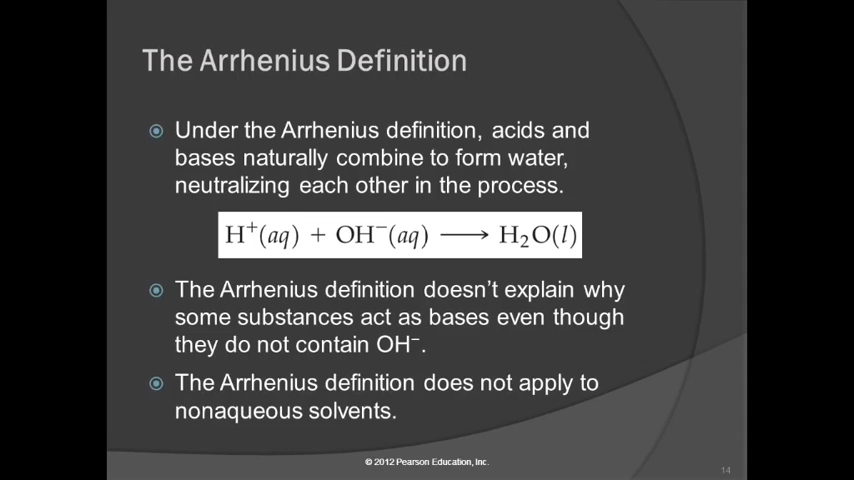 The Arrhenius Definition
Under the Arrhenius definition, acids and
bases naturally combine to form water,
neutralizing each other in the process.
H⁺(aq) + OH⁻(aq) ⟶ H₂O(l)
The Arrhenius definition doesn’t explain why
some substances act as bases even though
they do not contain OH⁻.
The Arrhenius definition does not apply to
nonaqueous solvents.
© 2012 Pearson Education, Inc.
14